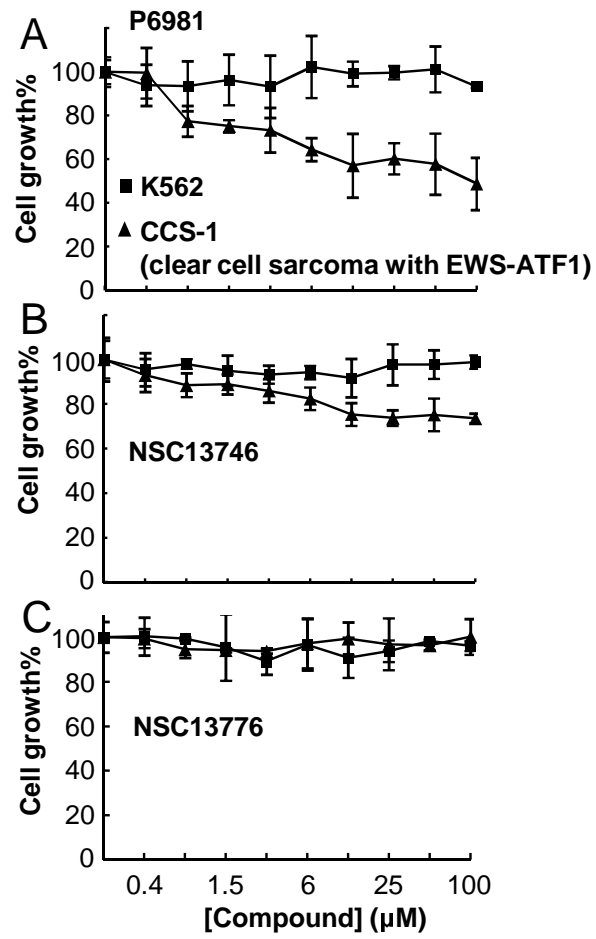 A
P6981
Cell growth%
100
80
60
40
20
0
K562
CCS-1
(clear cell sarcoma with EWS-ATF1)
B
Cell growth%
100
80
60
40
20
0
NSC13746
C
Cell growth%
100
80
60
40
20
0
NSC13776
0.4 1.5 6 25 100
[Compound] (µM)